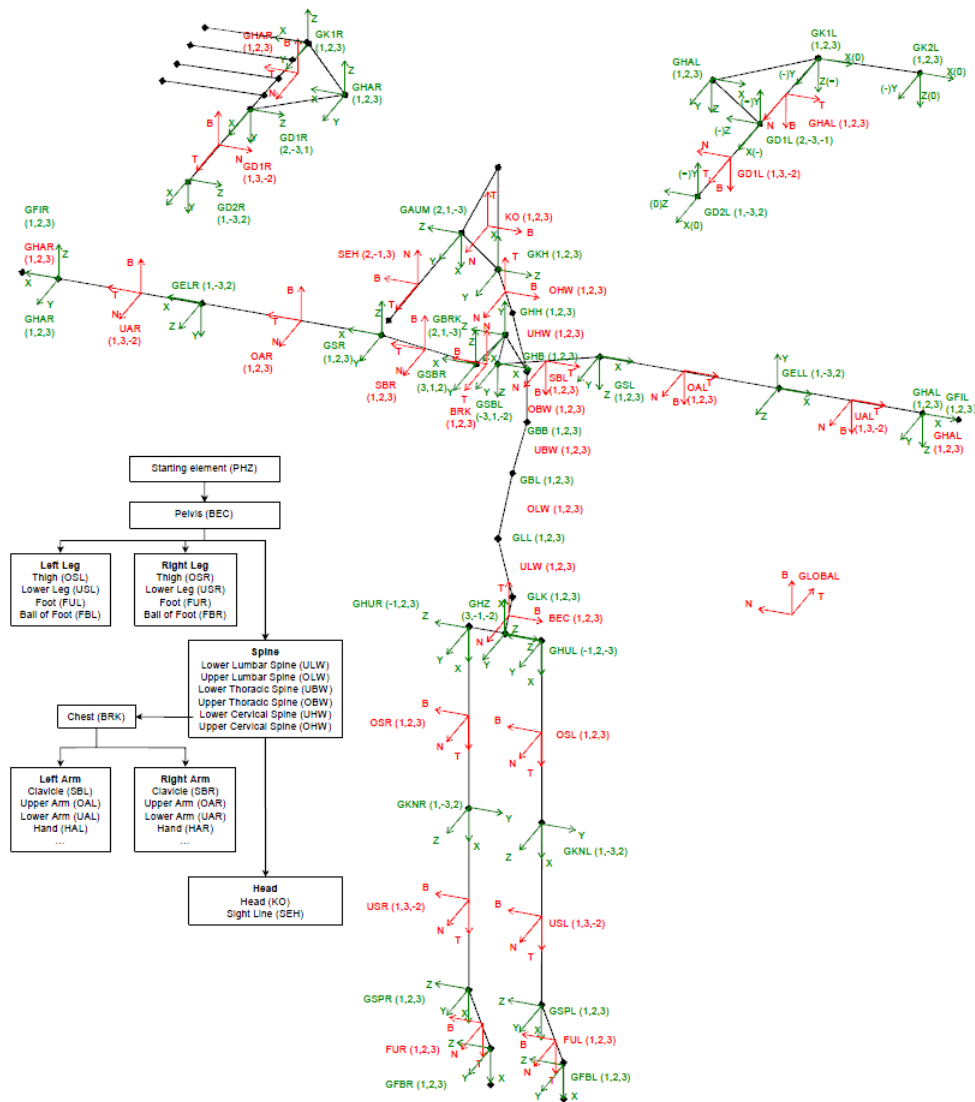 GHAR
(1,2,3)
B
Z
X
GK1R
(1,2,3)
Y
T
N
Z
X
GHAR
(1,2,3)
Y
X
Z
Y
GD1R
(2,-3,1)
B
N
T
GD1R
(1,3,-2)
X
Z
Y
GD2R
(1,-3,2)
GK1L
(1,2,3)
GK2L
(1,2,3)
X(0)
X(0)
(-)Y
Z(=)
(-)Y
Z(0)
GHAL
(1,2,3)
X
Y
Z
(=)Y
(-)Z
T
N
B
GHAL (1,2,3)
GD1L
(2,-3,-1)
X(-)
N
T
B
GD1L (1,3,-2)
(=)Y
(0)Z
GD2L (1,-3,2)
X(0)
GAUM (2,1,-3)
T
KO (1,2,3)
B
N
Z
Y
X
X
GKH (1,2,3)
Z
Y
SEH (2,-1,3)
N
B
T
T
OHW (1,2,3)
B
N
GHH (1,2,3)
UHW (1,2,3)
GFIR
(1,2,3)
GHAR
(1,2,3)
Z
X
Y
GHAR
(1,2,3)
B
T
N
UAR
(1,3,-2)
GELR (1,-3,2)
X
Z
Y
B
T
N
OAR
(1,2,3)
Z
X
Y
GSR
(1,2,3)
B
T
N
SBR
(1,2,3)
GBRK
(2,1,-3)
Z
Y
X
N
B
T
BRK
(1,2,3)
Z
X
Y
GSBR
(3,1,2)
X
Y
Z
GSBL
(-3,1,-2)
GHB (1,2,3)
SBL
(1,2,3)
T
N
B
OBW (1,2,3)
GBB (1,2,3)
UBW (1,2,3)
GBL (1,2,3)
OLW (1,2,3)
GLL (1,2,3)
ULW (1,2,3)
GLK (1,2,3)
X
Y
Z
GSL
(1,2,3)
T
N
B
OAL
(1,2,3)
GELL (1,-3,2)
Y
X
Z
T
N
B
UAL
(1,3,-2)
GHAL
(1,2,3)
GFIL
(1,2,3)
X
Y
Z
GHAL
(1,2,3)
T
Starting element (PHZ)
Pelvis (BEC)
Left Leg
Thigh (OSL)
Lower Leg (USL)
Foot (FUL)
Ball of Foot (FBL)
Right Leg
Thigh (OSR)
Lower Leg (USR)
Foot (FUR)
Ball of Foot (FBR)
Spine
Lower Lumbar Spine (ULW)
Upper Lumbar Spine (OLW)
Lower Thoracic Spine (UBW)
Upper Thoracic Spine (OBW)
Lower Cervical Spine (UHW)
Upper Cervical Spine (OHW)
Chest (BRK)
Left Arm
Clavicle (SBL)
Upper Arm (OAL)
Lower Arm (UAL)
Hand (HAL)
...
Right Arm
Clavicle (SBR)
Upper Arm (OAR)
Lower Arm (UAR)
Hand (HAR)
...
Head
Head (KO)
Sight Line (SEH)
B
GLOBAL
N
T
GHUR (-1,2,3)
Z
Y
X
GHZ
(3,-1,-2)
T
X
B
BEC (1,2,3)
N
Z
Y
Z
GHUL (-1,2,-3)
Y
X
B
OSR
(1,2,3)
N
T
B
OSL (1,2,3)
N
T
GKNR (1,-3,2)
Y
Z
X
Y
Z
GKNL (1,-3,2)
X
B
USR (1,3,-2)
N
T
B
USL (1,3,-2)
N
T
Z
GSPR (1,2,3)
Y
X
B
FUR (1,2,3)
N
T
Z
Y
X
GFBR (1,2,3)
Z
GSPL (1,2,3)
Y
X
B
FUL (1,2,3)
N
T
Z
Y
X
GFBL (1,2,3)